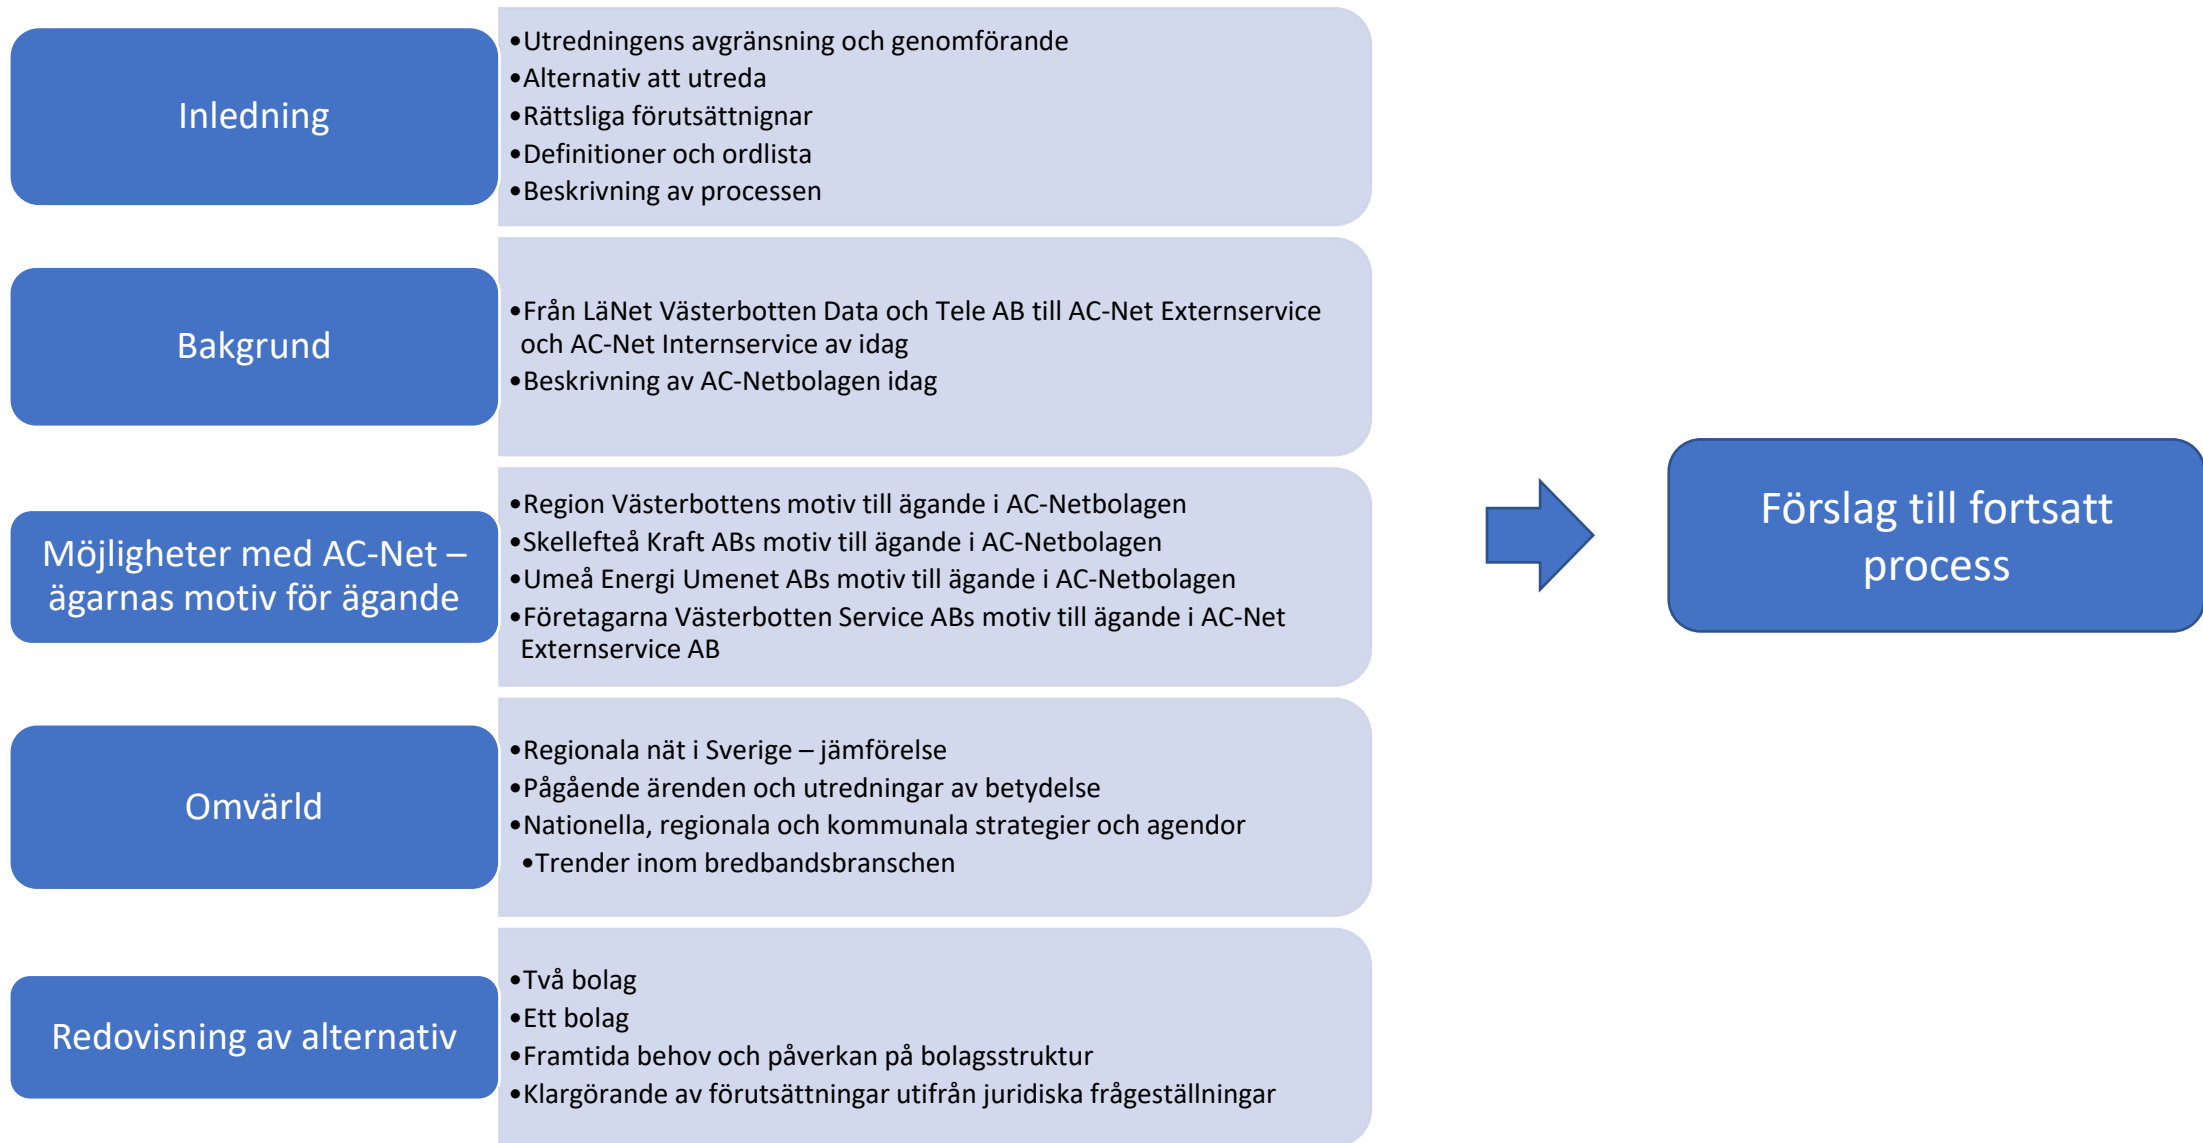 Inledning
•Utredningens avgränsning och genomförande
•Alternativ att utreda
•Rättsliga förutsättnignar
•Definitioner och ordlista
•Beskrivning av processen
Bakgrund
•Från LäNet Västerbotten Data och Tele AB till AC-Net Externservice
och AC-Net Internservice av idag
•Beskrivning av AC-Netbolagen idag
Möjligheter med AC-Net –
ägarnas motiv för ägande
•Region Västerbottens motiv till ägande i AC-Netbolagen
•Skellefteå Kraft ABs motiv till ägande i AC-Netbolagen
•Umeå Energi Umenet ABs motiv till ägande i AC-Netbolagen
•Företagarna Västerbotten Service ABs motiv till ägande i AC-Net
Externservice AB
Omvärld
•Regionala nät i Sverige – jämförelse
•Pågående ärenden och utredningar av betydelse
•Nationella, regionala och kommunala strategier och agendor
•Trender inom bredbandsbranschen
Redovisning av alternativ
•Två bolag
•Ett bolag
•Framtida behov och påverkan på bolagsstruktur
•Klargörande av förutsättningar utifrån juridiska frågeställningar
Förslag till fortsatt
process